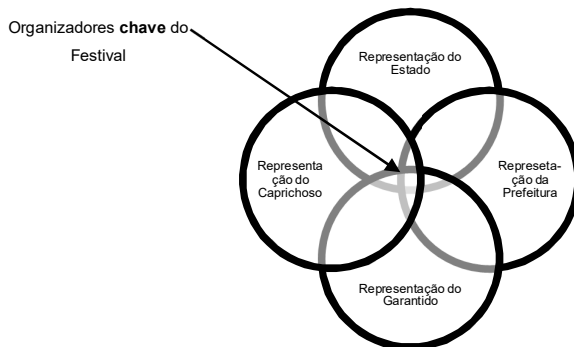 Organizadores chave do
Festival
Representação do
Estado
Representa
ção do
Caprichoso
Represeta-
ção da
Prefeitura
Representação do
Garantido